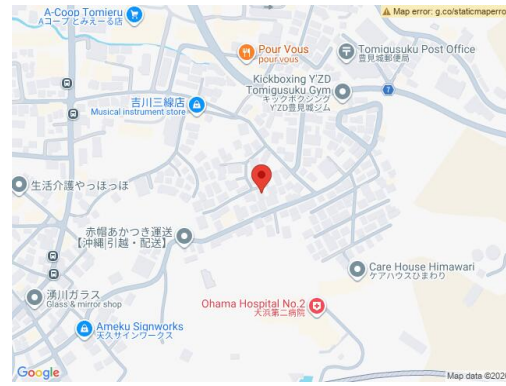 A-Coop Tomieru
Aコープ とみえーる店
Map error: g.co/staticmaperro
Pour Vous
pour vous
Tomigusuku Post Office
豊見城郵便局
Kickboxing Y'ZD
Tomigusuku Gym
キックボクシング
Y'ZD豊見城ジム
7
吉川三線店
Musical instrument store
生活介護やっほっほ
赤帽あかつき運送
【沖縄|引越・配送】
Care House Himawari
ケアハウスひまわり
湧川ガラス
Glass & mirror shop
Ohama Hospital No.2
大浜第二病院
Ameku Signworks
天久サインワークス
Google
Map data ©2026